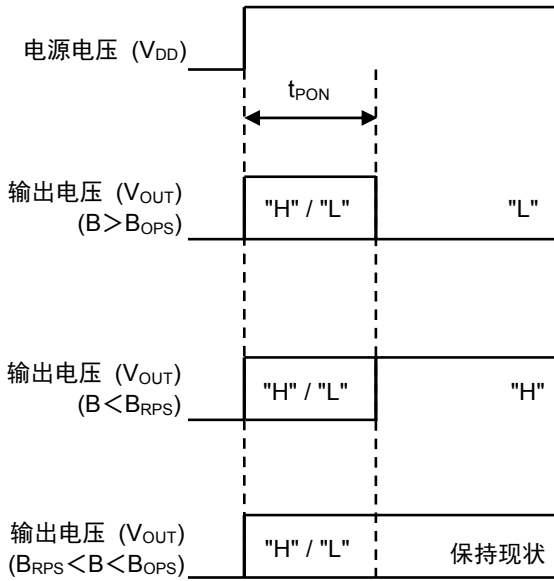 电源电压 (VDD)
tPON
输出电压 (VOUT)
(B＞BOPS)
"H" / "L"
"L"
输出电压 (VOUT)
(B＜BRPS)
"H" / "L"
"H"
输出电压 (VOUT)
(BRPS＜B＜BOPS)
"H" / "L"
保持现状